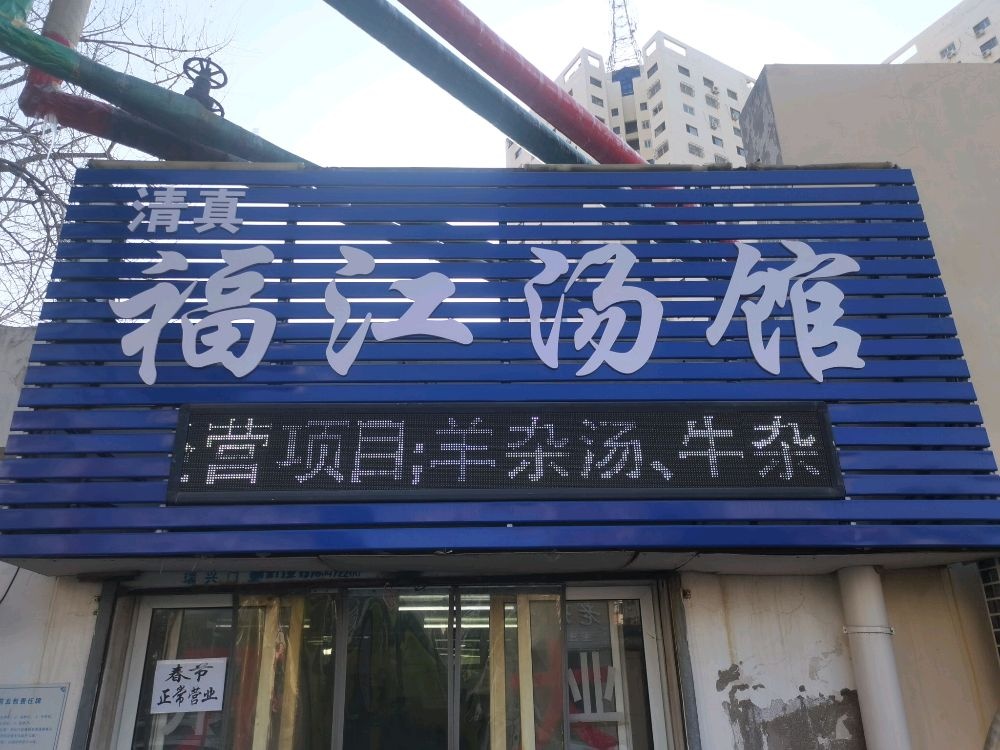 清真
福江汤馆
营项目:羊杂汤、牛杂
春节
正常营业